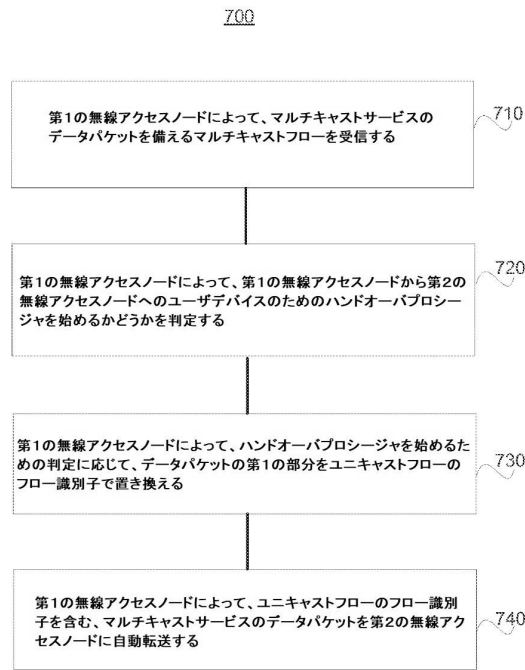 700
第1の無線アクセスノードによって、マルチキャストサービスの
データパケットを備えるマルチキャストフローを受信する
710
第1の無線アクセスノードによって、第1の無線アクセスノードから第2の
無線アクセスノードへのユーザデバイスのためのハンドオーバプロシー
ジャを始めるかどうかを判定する
720
第1の無線アクセスノードによって、ハンドオーバプロシージャを始めるた
めの判定に応じて、データパケットの第1の部分をユニキャストフローの
フロー識別子で置き換える
730
第1の無線アクセスノードによって、ユニキャストフローのフロー識別
子を含む、マルチキャストサービスのデータパケットを第2の無線アク
セスノードに自動転送する
740